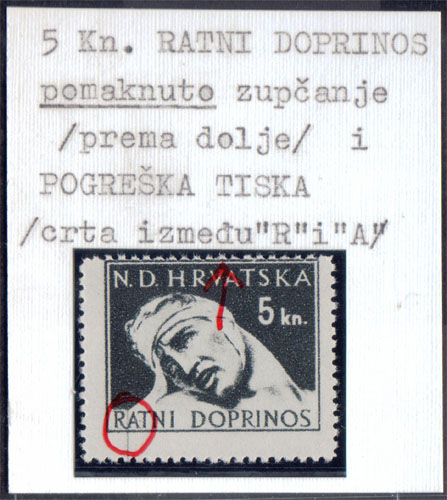 5 Kn. RATNI DOPRINOS
pomaknuto zupčanje
/prema dolje/ i
POGREŠKA TISKA
/crta između"R"i"A"/
N.D.HRVATSKA
5 kn.
RATNI DOPRINOS